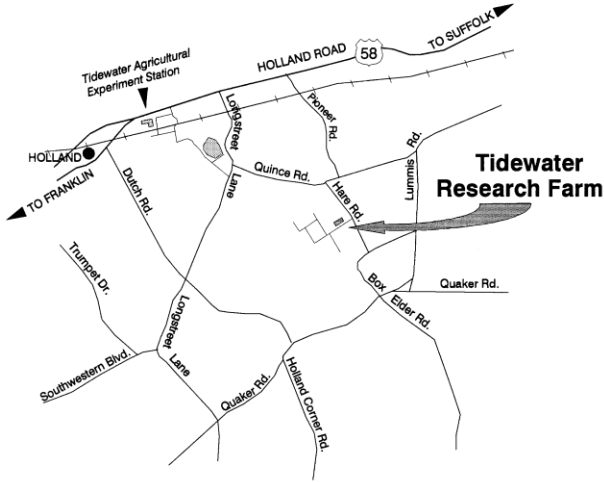 TO SUFFOLK
58
HOLLAND ROAD
Tidewater Agricultural
Experiment Station
Longstreet
Lane
Pioneer Rd.
HOLLAND
TO FRANKLIN
Dutch Rd.
Quince Rd.
Hare Rd.
Lummis
Rd.
Tidewater
Research Farm
Trumpet Dr.
Longstreet
Lane
Box
Elder Rd.
Quaker Rd.
Southwestern Blvd.
Quaker Rd.
Holland Corner Rd.